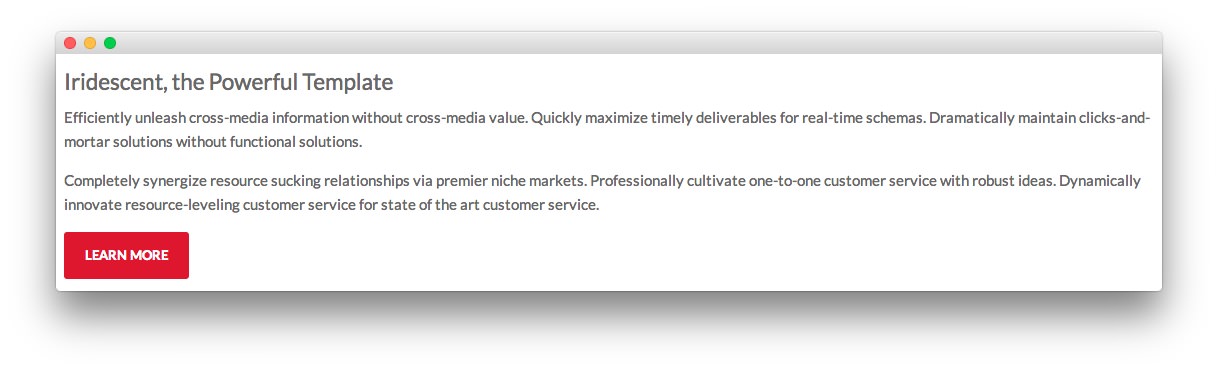 Iridescent, the Powerful Template
Efficiently unleash cross-media information without cross-media value. Quickly maximize timely deliverables for real-time schemas. Dramatically maintain clicks-and-
mortar solutions without functional solutions.
Completely synergize resource sucking relationships via premier niche markets. Professionally cultivate one-to-one customer service with robust ideas. Dynamically
innovate resource-leveling customer service for state of the art customer service.
LEARN MORE